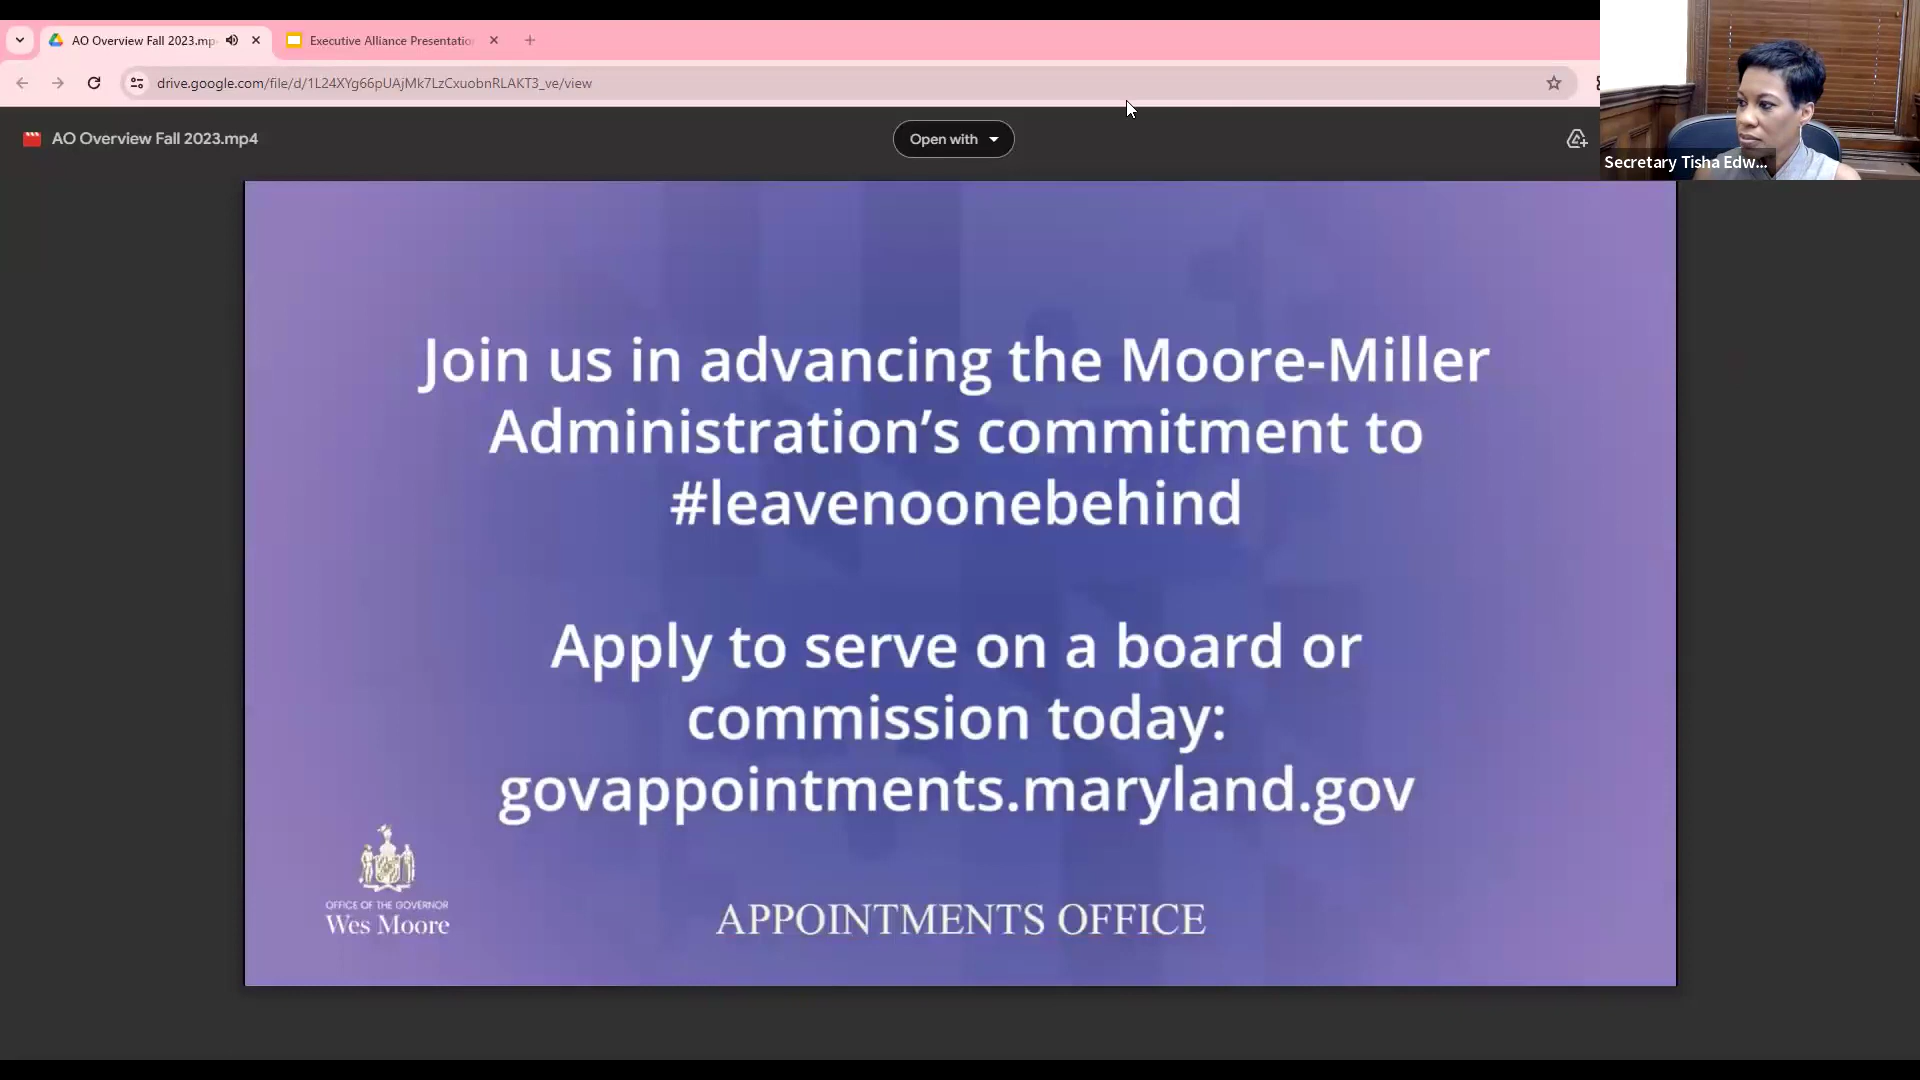 AO Overview Fall 2023.mp
Executive Alliance Presentatio
drive.google.com/file/d/1L24XYg66pUAjMk7LzCxuobnRLAKT3_ve/view
AO Overview Fall 2023.mp4
Open with
Secretary Tisha Edw...
Join us in advancing the Moore-Miller
Administration’s commitment to
#leavenoonebehind
Apply to serve on a board or
commission today:
govappointments.maryland.gov
OFFICE OF THE GOVERNOR
Wes Moore
APPOINTMENTS OFFICE